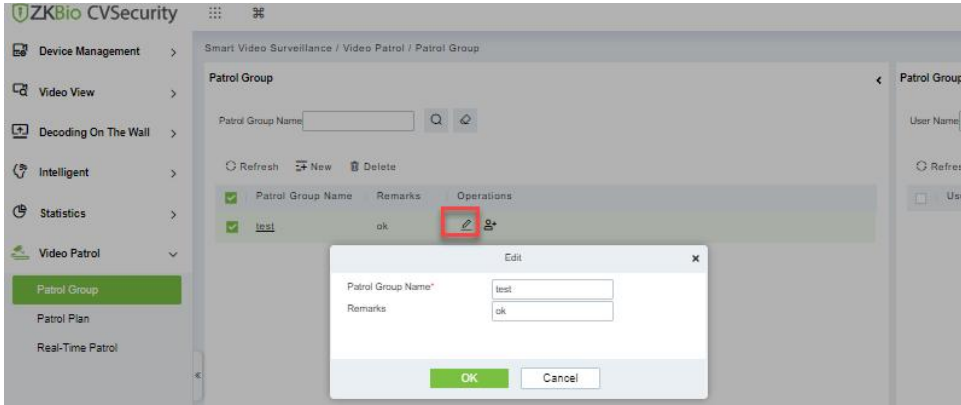 ZKBio CVSecurity
Device Management
Video View
Decoding On The Wall
Intelligent
Statistics
Video Patrol
Patrol Group
Patrol Plan
Real-Time Patrol
Smart Video Surveillance / Video Patrol / Patrol Group
Patrol Group
Patrol Group Name
Refresh New Delete
Patrol Group Name Remarks Operations
test ok
Edit
Patrol Group Name* test
Remarks ok
OK Cancel
Patrol Group
User Name